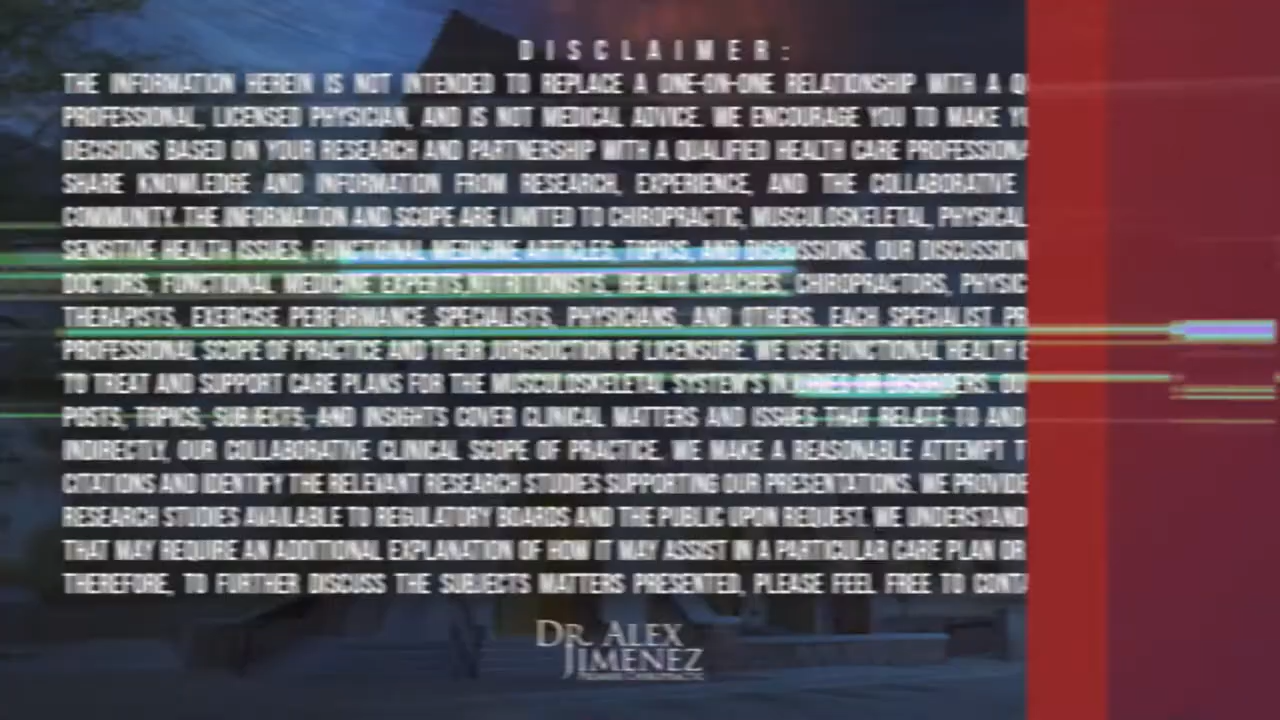 DISCLAIMER:
THE INFORMATION HEREIN IS NOT INTENDED TO REPLACE A ONE-ON-ONE RELATIONSHIP WITH A
PROFESSIONAL, LICENSED PHYSICIAN, AND IS NOT MEDICAL ADVICE. WE ENCOURAGE YOU TO MAKE
DECISIONS BASED ON YOUR RESEARCH AND PARTNERSHIP WITH A QUALIFIED HEALTH CARE
SHARE KNOWLEDGE AND INFORMATION FROM RESEARCH, EXPERIENCE, AND THE COLLABORATIVE
COMMUNITY. THE INFORMATION AND SCOPE ARE LIMITED TO CHIROPRACTIC, MUSCULOSKELETAL, PHYSICAL
SENSITIVE HEALTH ISSUES, FUNCTIONAL MEDICINE ARTICLES, TOPICS, AND DISCUSSIONS. OUR DISCUSSION
DOCTORS, FUNCTIONAL MEDICINE EXPERTS,NUTRITIONISTS, HEALTH COACHES, CHIROPRACTORS,
THERAPISTS, EXERCISE PERFORMANCE SPECIALISTS, PHYSICIANS, AND OTHERS. EACH SPECIALIST
PROFESSIONAL SCOPE OF PRACTICE AND THEIR JURISDICTION OF LICENSURE. WE USE FUNCTIONAL HEALTH
TO TREAT AND SUPPORT CARE PLANS FOR THE MUSCULOSKELETAL SYSTEM'S INJURIES OR DISORDERS.
POSTS, TOPICS, SUBJECTS, AND INSIGHTS COVER CLINICAL MATTERS AND ISSUES THAT RELATE TO AND
INDIRECTLY, OUR COLLABORATIVE CLINICAL SCOPE OF PRACTICE. WE MAKE A REASONABLE ATTEMPT
CITATIONS AND IDENTIFY THE RELEVANT RESEARCH STUDIES SUPPORTING OUR PRESENTATIONS. WE PROVIDE
RESEARCH STUDIES AVAILABLE TO REGULATORY BOARDS AND THE PUBLIC UPON REQUEST. WE UNDERSTAND
THAT MAY REQUIRE AN ADDITIONAL EXPLANATION OF HOW IT MAY ASSIST IN A PARTICULAR CARE PLAN OR
THEREFORE, TO FURTHER DISCUSS THE SUBJECTS MATTERS PRESENTED, PLEASE FEEL FREE TO
DR. ALEX
JIMENEZ